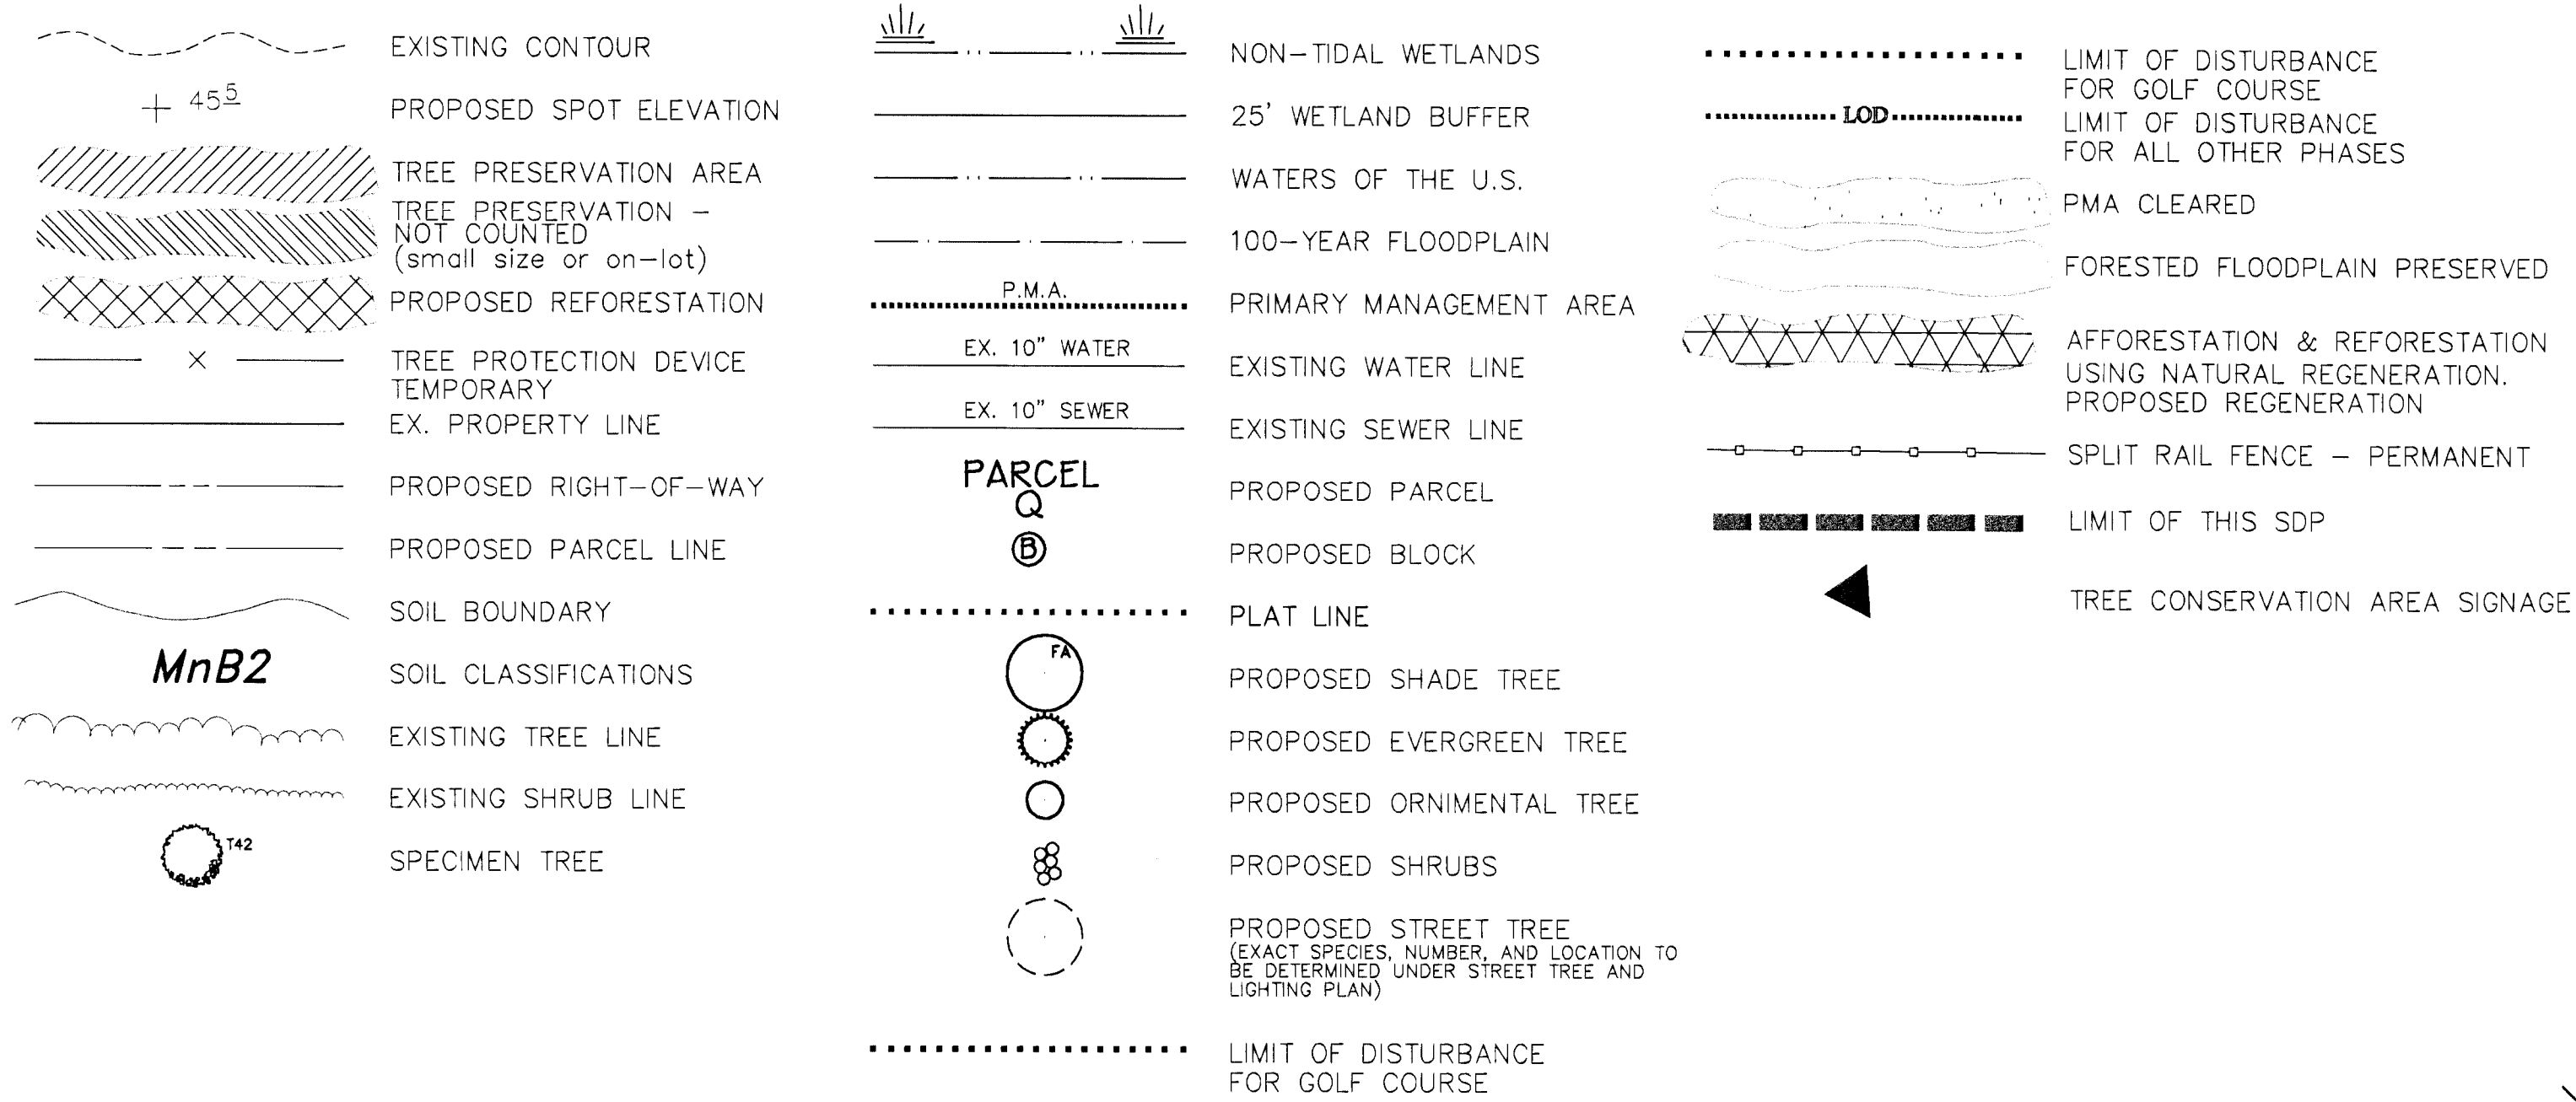 EXISTING CONTOUR
+ 45 5
PROPOSED SPOT ELEVATION
TREE PRESERVATION AREA
TREE PRESERVATION –
NOT COUNTED
(small size or on-lot)
PROPOSED REFORESTATION
X
TREE PROTECTION DEVICE
TEMPORARY
EX. PROPERTY LINE
PROPOSED RIGHT-OF-WAY
PROPOSED PARCEL LINE
SOIL BOUNDARY
MnB2
SOIL CLASSIFICATIONS
EXISTING TREE LINE
EXISTING SHRUB LINE
T42
SPECIMEN TREE
NON-TIDAL WETLANDS
25' WETLAND BUFFER
WATERS OF THE U.S.
100-YEAR FLOODPLAIN
P.M.A.
PRIMARY MANAGEMENT AREA
EX. 10" WATER
EXISTING WATER LINE
EX. 10" SEWER
EXISTING SEWER LINE
PARCEL
Q
PROPOSED PARCEL
B
PROPOSED BLOCK
PLAT LINE
FA
PROPOSED SHADE TREE
PROPOSED EVERGREEN TREE
PROPOSED ORNIMENTAL TREE
PROPOSED SHRUBS
PROPOSED STREET TREE
(EXACT SPECIES, NUMBER, AND LOCATION TO
BE DETERMINED UNDER STREET TREE AND
LIGHTING PLAN)
LIMIT OF DISTURBANCE
FOR GOLF COURSE
LIMIT OF DISTURBANCE
FOR GOLF COURSE
LOD
LIMIT OF DISTURBANCE
FOR ALL OTHER PHASES
PMA CLEARED
FORESTED FLOODPLAIN PRESERVED
AFFORESTATION & REFORESTATION
USING NATURAL REGENERATION.
PROPOSED REGENERATION
SPLIT RAIL FENCE – PERMANENT
LIMIT OF THIS SDP
TREE CONSERVATION AREA SIGNAGE